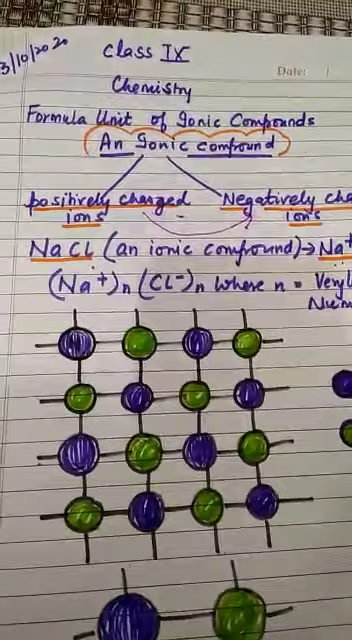 3/10/2020
Class IX
Date:
Chemistry
Formula Unit of Ionic Compounds
An Ionic compound
positively charged Negatively cha
ions ions
NaCl (an ionic compound) → Na+
(Na+)n (Cl-)n where n = Very l
Num